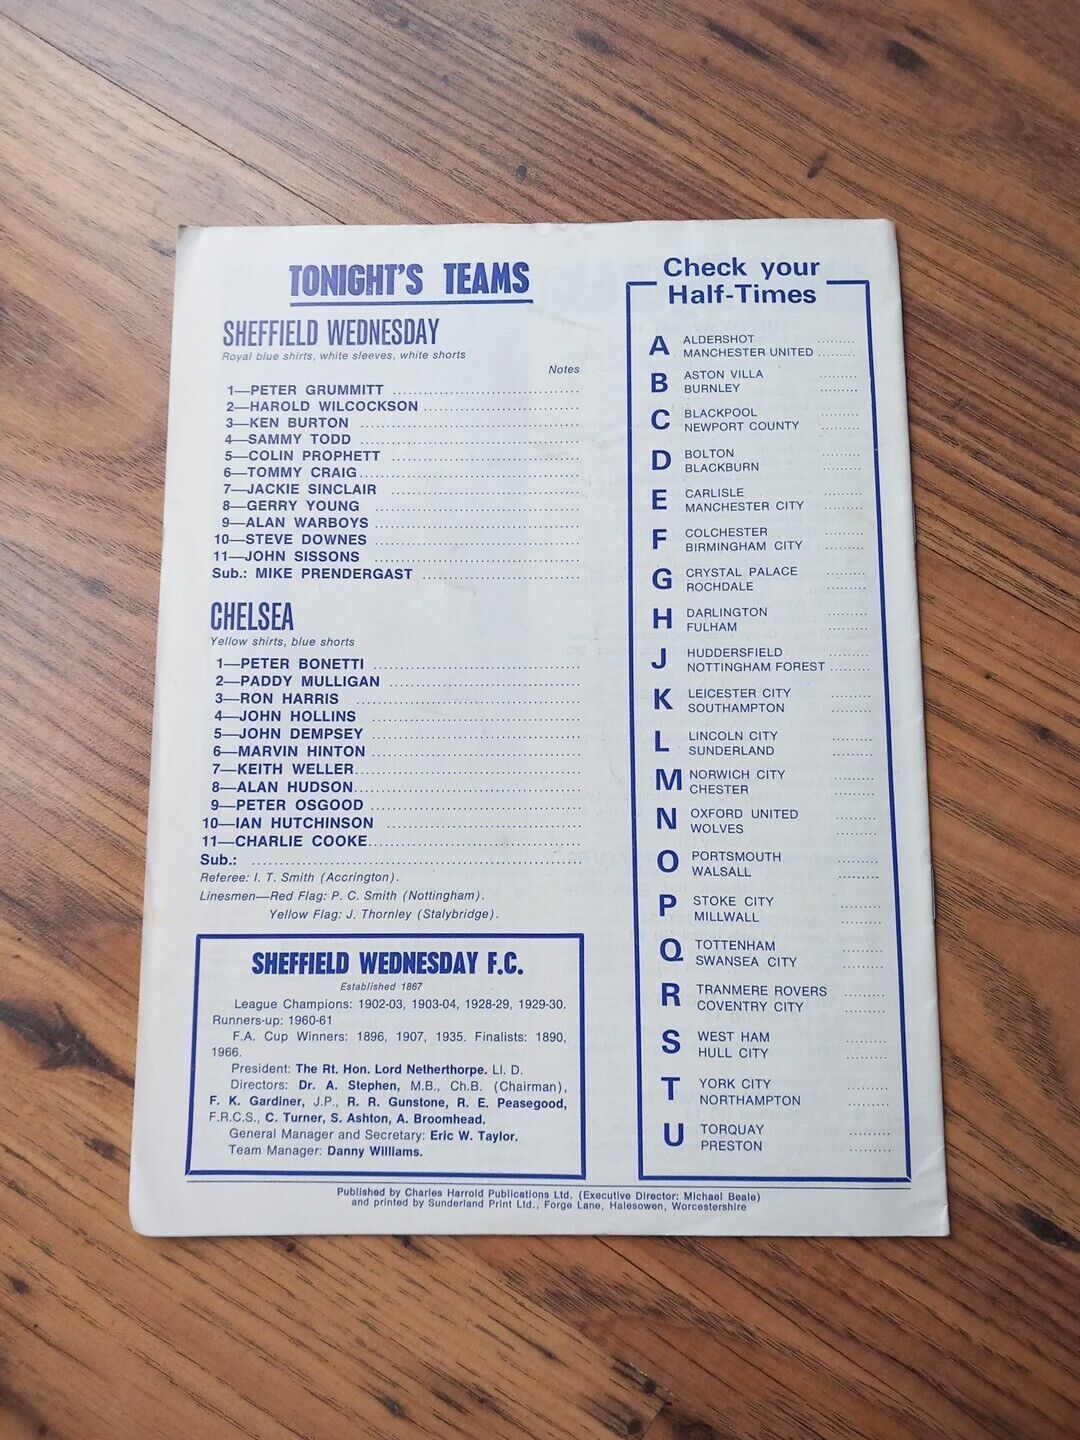 TONIGHT'S TEAMS
SHEFFIELD WEDNESDAY
Royal blue shirts, white sleeves, white shorts
Notes
1—PETER GRUMMITT
2—HAROLD WILCOCKSON
3—KEN BURTON
4—SAMMY TODD
5—COLIN PROPHETT
6—TOMMY CRAIG
7—JACKIE SINCLAIR
8—GERRY YOUNG
9—ALAN WARBOYS
10—STEVE DOWNES
11—JOHN SISSONS
Sub.: MIKE PRENDERGAST
CHELSEA
Yellow shirts, blue shorts
1—PETER BONETTI
2—PADDY MULLIGAN
3—RON HARRIS
4—JOHN HOLLINS
5—JOHN DEMPSEY
6—MARVIN HINTON
7—KEITH WELLER
8—ALAN HUDSON
9—PETER OSGOOD
10—IAN HUTCHINSON
11—CHARLIE COOKE
Sub.:
Referee: I. T. Smith (Accrington).
Linesmen—Red Flag: P. C. Smith (Nottingham).
Yellow Flag: J. Thornley (Stalybridge).
SHEFFIELD WEDNESDAY F.C.
Established 1867
League Champions: 1902-03, 1903-04, 1928-29, 1929-30.
Runners-up: 1960-61
F.A. Cup Winners: 1896, 1907, 1935. Finalists: 1890,
1966.
President: The Rt. Hon. Lord Netherthorpe. Ll. D.
Directors: Dr. A. Stephen, M.B., Ch.B. (Chairman),
F. K. Gardiner, J.P., R. R. Gunstone, R. E. Peasegood,
F.R.C.S., C. Turner, S. Ashton, A. Broomhead.
General Manager and Secretary: Eric W. Taylor.
Team Manager: Danny Williams.
Check your
Half-Times
A ALDERSHOT
MANCHESTER UNITED
B ASTON VILLA
BURNLEY
C BLACKPOOL
NEWPORT COUNTY
D BOLTON
BLACKBURN
E CARLISLE
MANCHESTER CITY
F COLCHESTER
BIRMINGHAM CITY
G CRYSTAL PALACE
ROCHDALE
H DARLINGTON
FULHAM
J HUDDERSFIELD
NOTTINGHAM FOREST
K LEICESTER CITY
SOUTHAMPTON
L LINCOLN CITY
SUNDERLAND
M NORWICH CITY
CHESTER
N OXFORD UNITED
WOLVES
O PORTSMOUTH
WALSALL
P STOKE CITY
MILLWALL
Q TOTTENHAM
SWANSEA CITY
R TRANMERE ROVERS
COVENTRY CITY
S WEST HAM
HULL CITY
T YORK CITY
NORTHAMPTON
U TORQUAY
PRESTON
Published by Charles Harrold Publications Ltd. (Executive Director: Michael Beale)
and printed by Sunderland Print Ltd., Forge Lane, Halesowen, Worcestershire